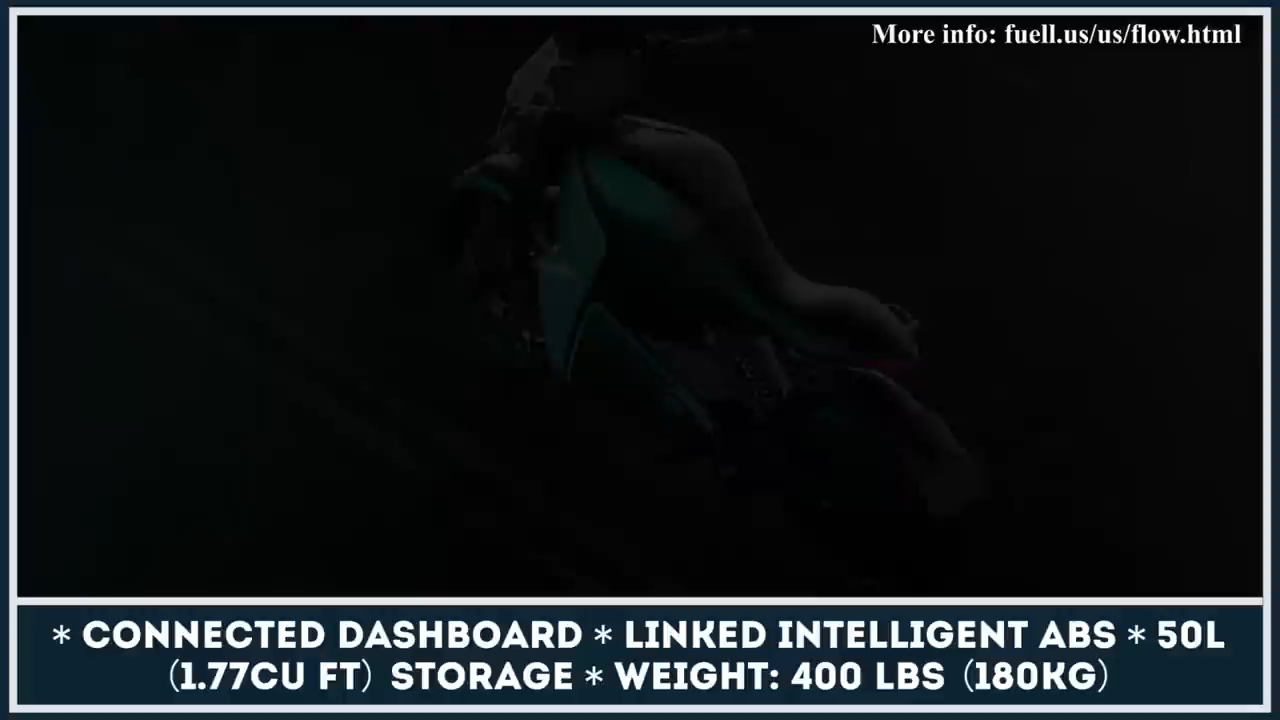 More info: fuell.us/us/flow.html
* CONNECTED DASHBOARD * LINKED INTELLIGENT ABS * 50L
(1.77CU FT) STORAGE * WEIGHT: 400 LBS (180KG)